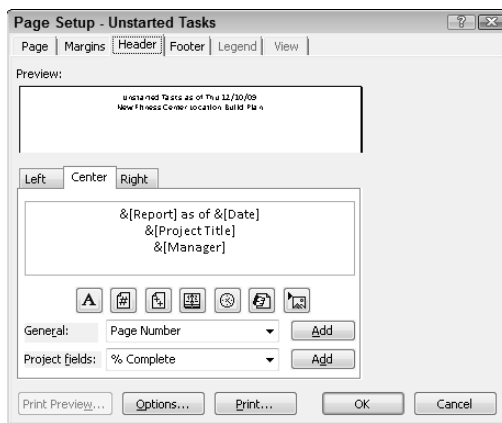 Page Setup - Unstarted Tasks
Page Margins Header Footer Legend View
Preview:
Unstarted Tasks as of Thu 12/10/09
New Fitness Center Location Build Plan
Left Center Right
&[Report] as of &[Date]
&[Project Title]
&[Manager]
A
General: Page Number Add
Project fields: % Complete Add
Print Preview... Options... Print... OK Cancel